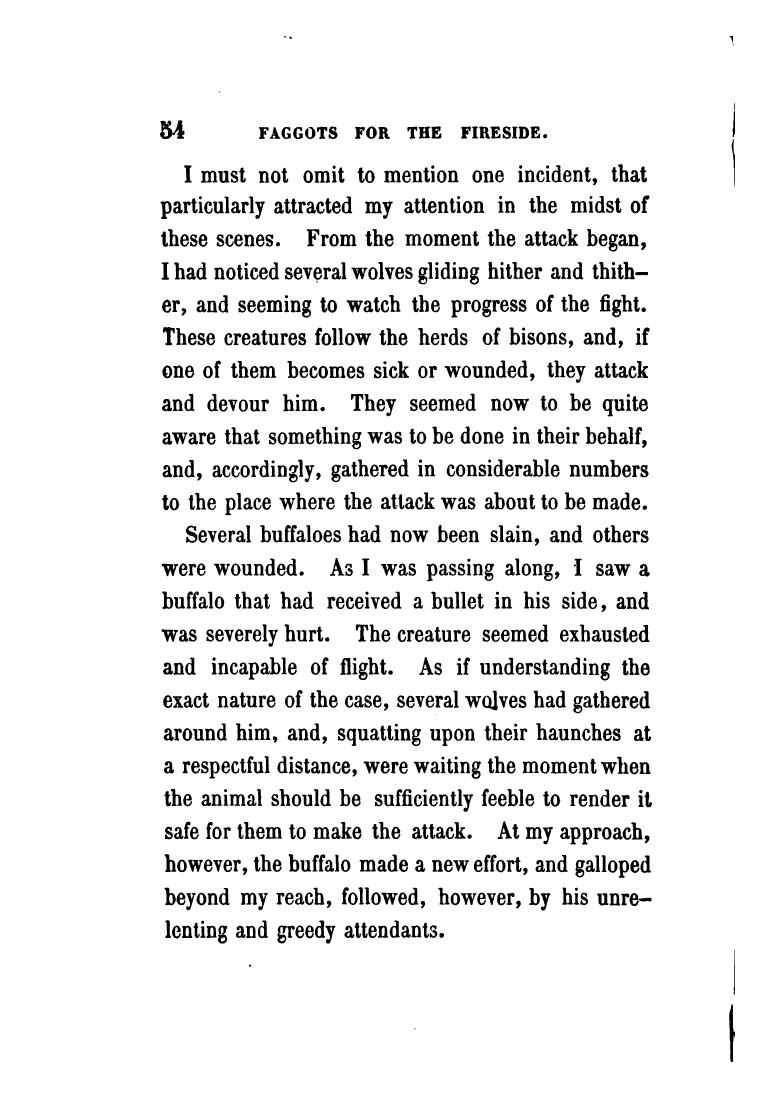 54 FAGGOTS FOR THE FIRESIDE.
I must not omit to mention one incident, that
particularly attracted my attention in the midst of
these scenes. From the moment the attack began,
I had noticed several wolves gliding hither and thith-
er, and seeming to watch the progress of the fight.
These creatures follow the herds of bisons, and, if
one of them becomes sick or wounded, they attack
and devour him. They seemed now to be quite
aware that something was to be done in their behalf,
and, accordingly, gathered in considerable numbers
to the place where the attack was about to be made.
Several buffaloes had now been slain, and others
were wounded. As I was passing along, I saw a
buffalo that had received a bullet in his side, and
was severely hurt. The creature seemed exhausted
and incapable of flight. As if understanding the
exact nature of the case, several wolves had gathered
around him, and, squatting upon their haunches at
a respectful distance, were waiting the moment when
the animal should be sufficiently feeble to render it
safe for them to make the attack. At my approach,
however, the buffalo made a new effort, and galloped
beyond my reach, followed, however, by his unre-
lenting and greedy attendants.